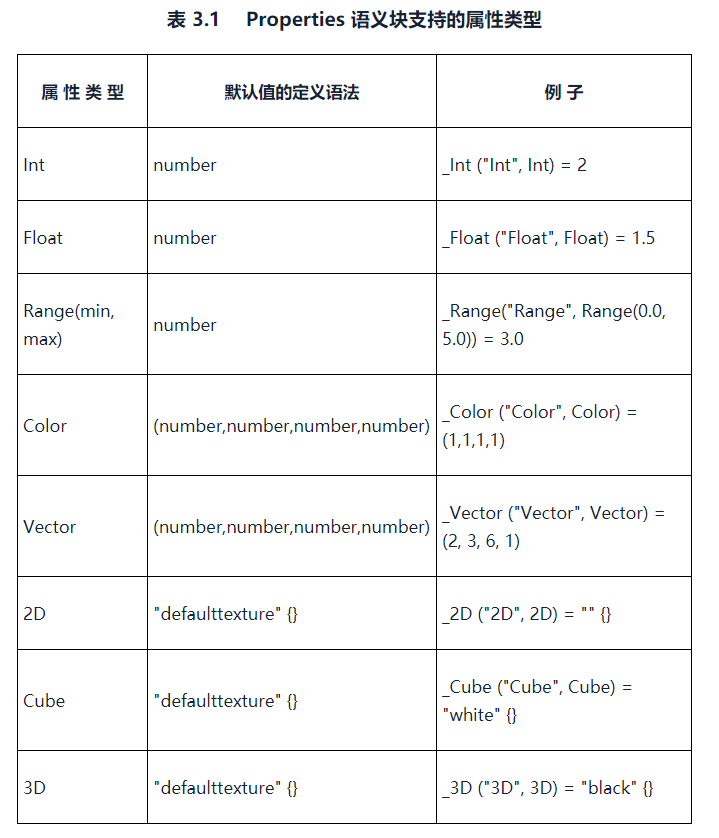 表 3.1 Properties 语义块支持的属性类型
属 性 类 型 默认值的定义语法 例 子
Int number _Int ("Int", Int) = 2
Float number _Float ("Float", Float) = 1.5
Range(min,
max)
number
_Range("Range", Range(0.0,
5.0)) = 3.0
Color
(number,number,number,number)
_Color ("Color", Color) =
(1,1,1,1)
Vector
(number,number,number,number)
_Vector ("Vector", Vector) =
(2, 3, 6, 1)
2D "defaulttexture" {} _2D ("2D", 2D) = "" {}
Cube
"defaulttexture" {}
_Cube ("Cube", Cube) =
"white" {}
3D "defaulttexture" {} _3D ("3D", 3D) = "black" {}